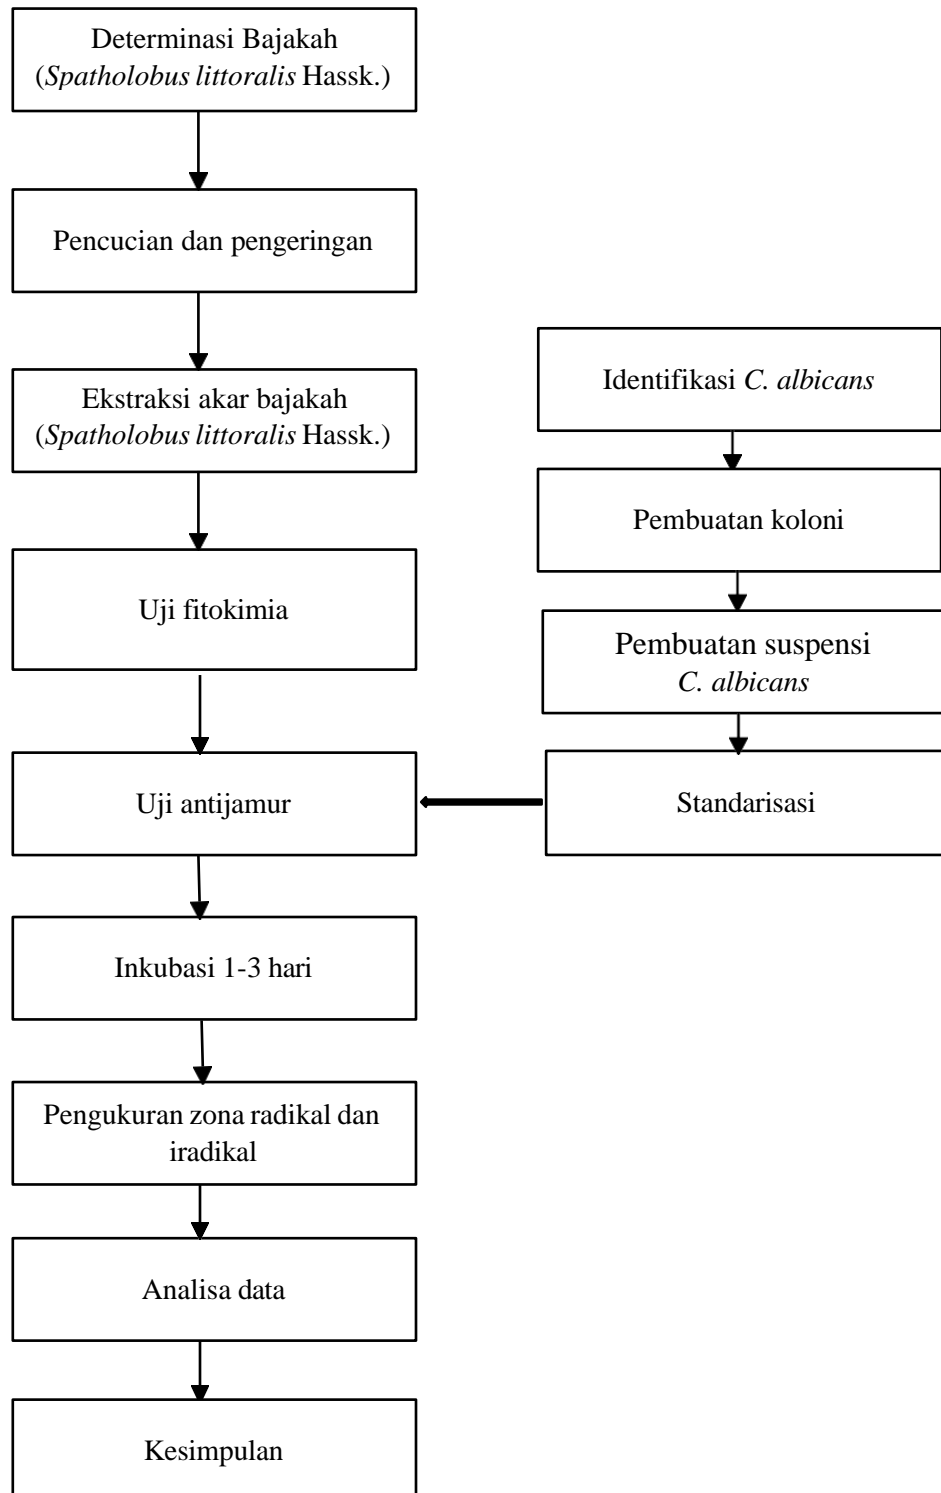 Determinasi Bajakah
(Spatholobus littoralis Hassk.)
Pencucian dan pengeringan
Ekstraksi akar bajakah
(Spatholobus littoralis Hassk.)
Uji fitokimia
Identifikasi C. albicans
Pembuatan koloni
Pembuatan suspensi
C. albicans
Standarisasi
Uji antijamur
Inkubasi 1-3 hari
Pengukuran zona radikal dan
iradikal
Analisa data
Kesimpulan